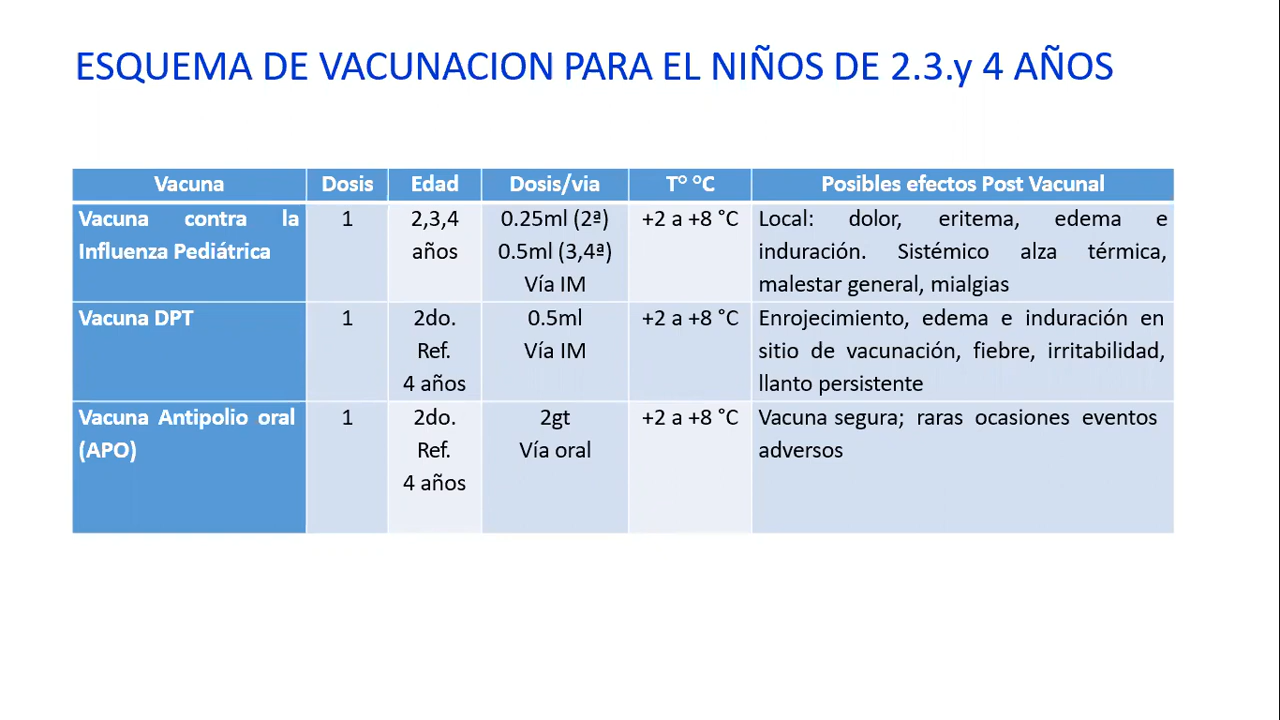 ESQUEMA DE VACUNACION PARA EL NIÑOS DE 2.3.y 4 AÑOS
Vacuna Dosis Edad Dosis/via T° °C Posibles efectos Post Vacunal
Vacuna contra la
Influenza Pediátrica
1
2,3,4
años
0.25ml (2ª)
0.5ml (3,4ª)
Vía IM
+2 a +8 °C
Local: dolor, eritema, edema e
induración. Sistémico alza térmica,
malestar general, mialgias
Vacuna DPT
1
2do.
Ref.
4 años
0.5ml
Vía IM
+2 a +8 °C
Enrojecimiento, edema e induración en
sitio de vacunación, fiebre, irritabilidad,
llanto persistente
Vacuna Antipolio oral
(APO)
1
2do.
Ref.
4 años
2gt
Vía oral
+2 a +8 °C
Vacuna segura; raras ocasiones eventos
adversos